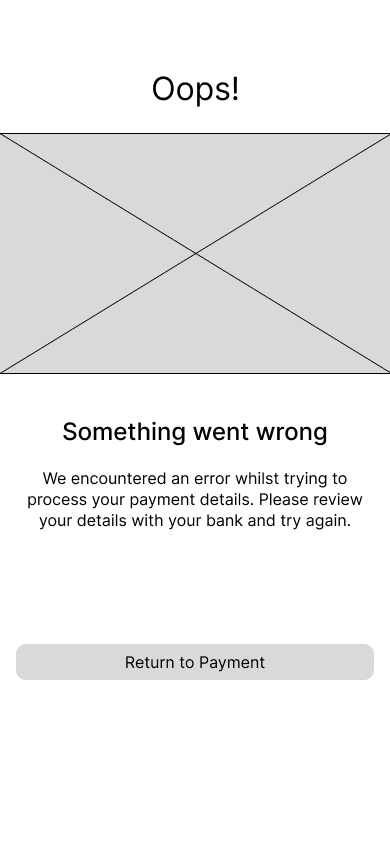 Oops!
Something went wrong
We encountered an error whilst trying to
process your payment details. Please review
your details with your bank and try again.
Return to Payment